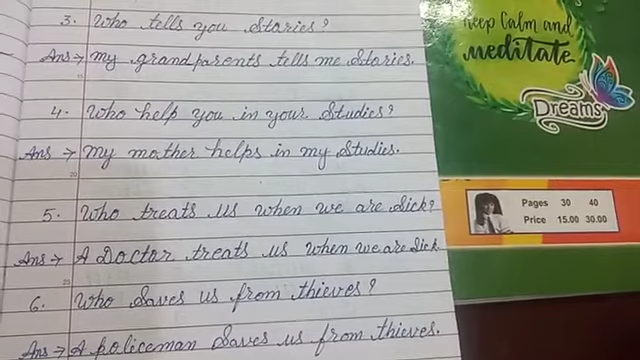 3. Who tells you Stories?
Ans → My grandparents tells me Stories.
4. Who help you in your Studies?
Ans → My mother helps in my Studies.
5. Who treats us when we are Sick?
Ans → A Doctor treats us when we are Sick
6. Who Saves us from thieves?
Ans → A policeman Saves us from thieves.
Keep Calm and
meditate
Dreams
Pages 30 40
Price 15.00 30.00